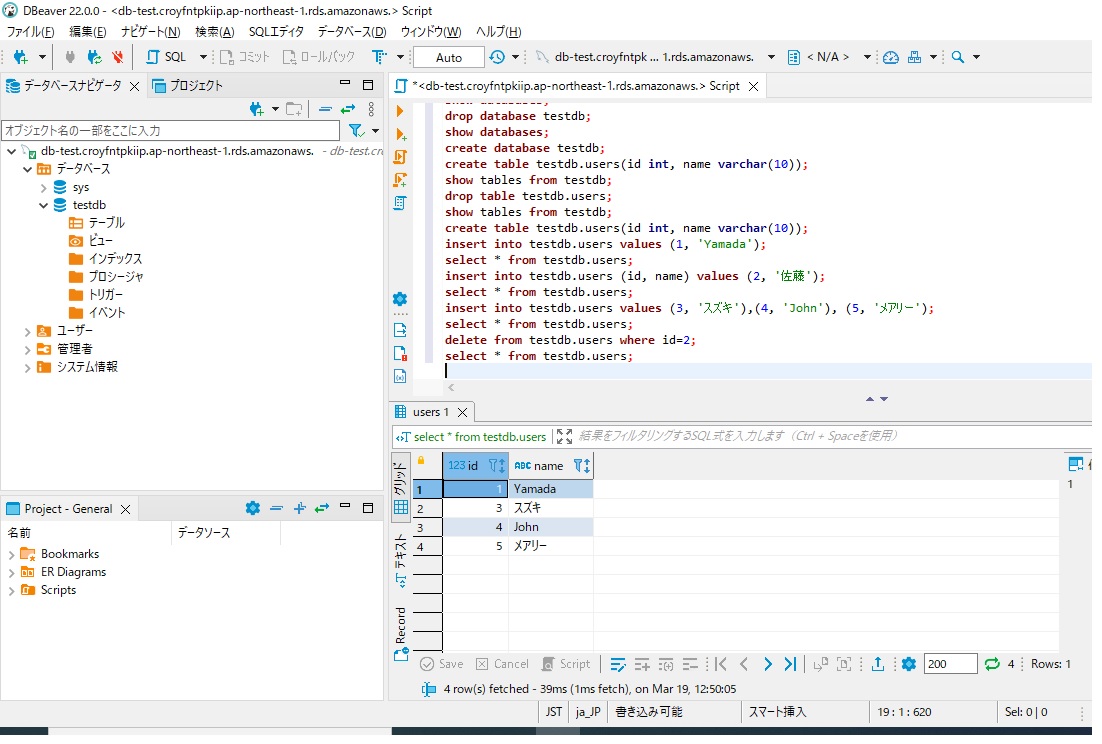 DBeaver 22.0.0 - <db-test.croyfntpkiip.ap-northeast-1.rds.amazonaws.> Script
ファイル(F) 編集(E) ナビゲート(N) 検索(A) SQLエディタ データベース(D) ウィンドウ(W) ヘルプ(H)
SQL コミット ロールバック Auto db-test.croyfntpk ... 1.rds.amazonaws. < N/A >
データベースナビゲータ プロジェクト
オブジェクト名の一部をここに入力
db-test.croyfntpkiip.ap-northeast-1.rds.amazonaws. - db-test.cr
データベース
sys
testdb
テーブル
ビュー
インデックス
プロシージャ
トリガー
イベント
ユーザー
管理者
システム情報
Project - General
名前 データソース
Bookmarks
ER Diagrams
Scripts
*<db-test.croyfntpkiip.ap-northeast-1.rds.amazonaws.> Script
show databases;
drop database testdb;
show databases;
create database testdb;
create table testdb.users(id int, name varchar(10));
show tables from testdb;
drop table testdb.users;
show tables from testdb;
create table testdb.users(id int, name varchar(10));
insert into testdb.users values (1, 'Yamada');
select * from testdb.users;
insert into testdb.users (id, name) values (2, '佐藤');
select * from testdb.users;
insert into testdb.users values (3, 'スズキ'),(4, 'John'), (5, 'メアリー');
select * from testdb.users;
delete from testdb.users where id=2;
select * from testdb.users;
users 1
select * from testdb.users 結果をフィルタリングするSQL式を入力します (Ctrl + Spaceを使用)
グリッド
テキスト
Record
123 id ABC name
1 1 Yamada
2 3 スズキ
3 4 John
4 5 メアリー
1
Save Cancel Script 200 4 Rows: 1
4 row(s) fetched - 39ms (1ms fetch), on Mar 19, 12:50:05
JST ja_JP 書き込み可能 スマート挿入 19 : 1 : 620 Sel: 0 | 0